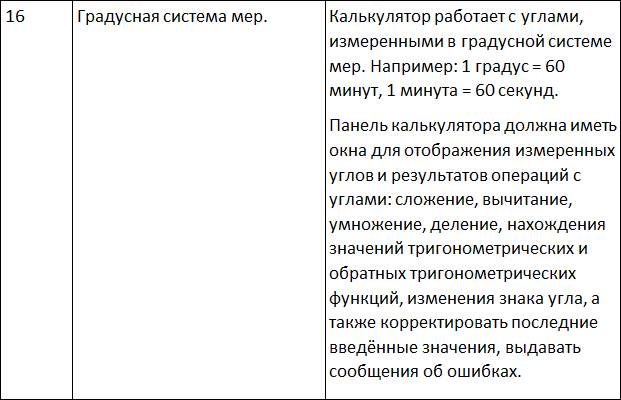 16
Градусная система мер.
Калькулятор работает с углами,
измеренными в градусной системе
мер. Например: 1 градус = 60
минут, 1 минута = 60 секунд.
Панель калькулятора должна иметь
окна для отображения измеренных
углов и результатов операций с
углами: сложение, вычитание,
умножение, деление, нахождения
значений тригонометрических и
обратных тригонометрических
функций, изменения знака угла, а
также корректировать последние
введённые значения, выдавать
сообщения об ошибках.